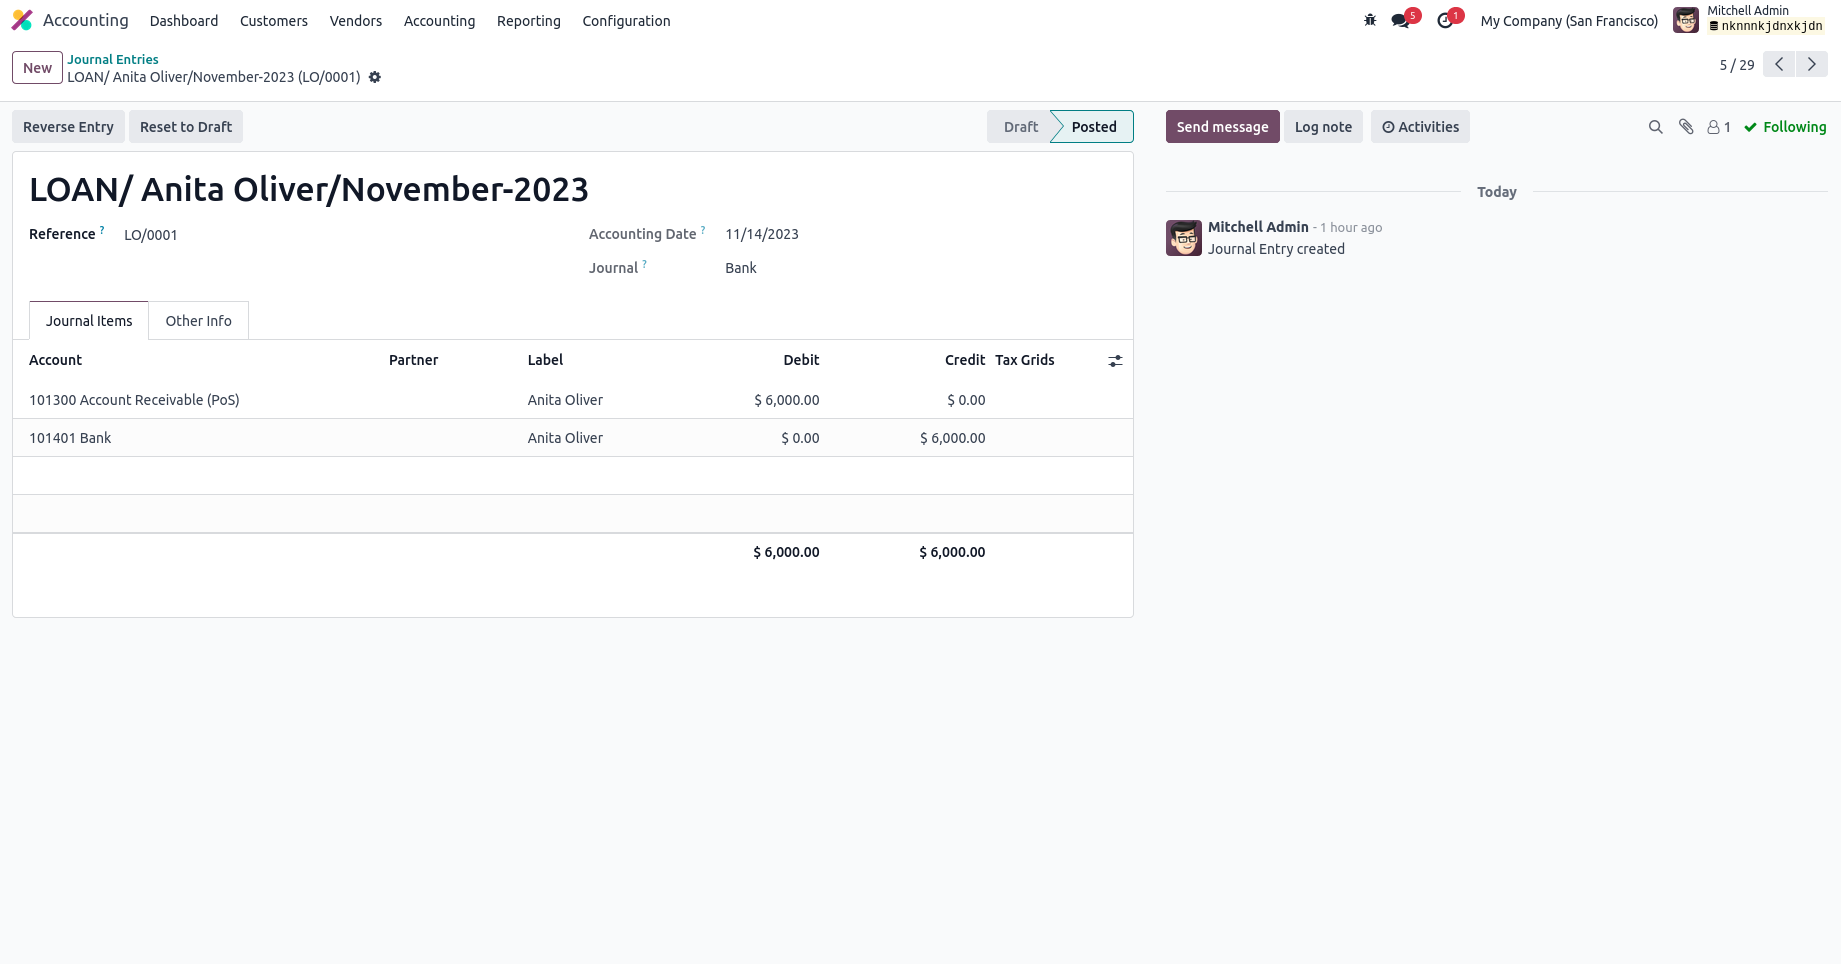 Accounting Dashboard Customers Vendors Accounting Reporting Configuration 5 1 My Company (San Francisco) Mitchell Admin
nknnnkjdnxkjdn
New Journal Entries
LOAN/ Anita Oliver/November-2023 (LO/0001) 5 / 29
Reverse Entry Reset to Draft Draft Posted Send message Log note Activities 1 Following
LOAN/ Anita Oliver/November-2023
Today
Reference ? LO/0001 Accounting Date ? 11/14/2023
Mitchell Admin - 1 hour ago
Journal Entry created
Journal ? Bank
Journal Items Other Info
Account Partner Label Debit Credit Tax Grids
101300 Account Receivable (PoS) Anita Oliver $ 6,000.00 $ 0.00
101401 Bank Anita Oliver $ 0.00 $ 6,000.00
$ 6,000.00 $ 6,000.00